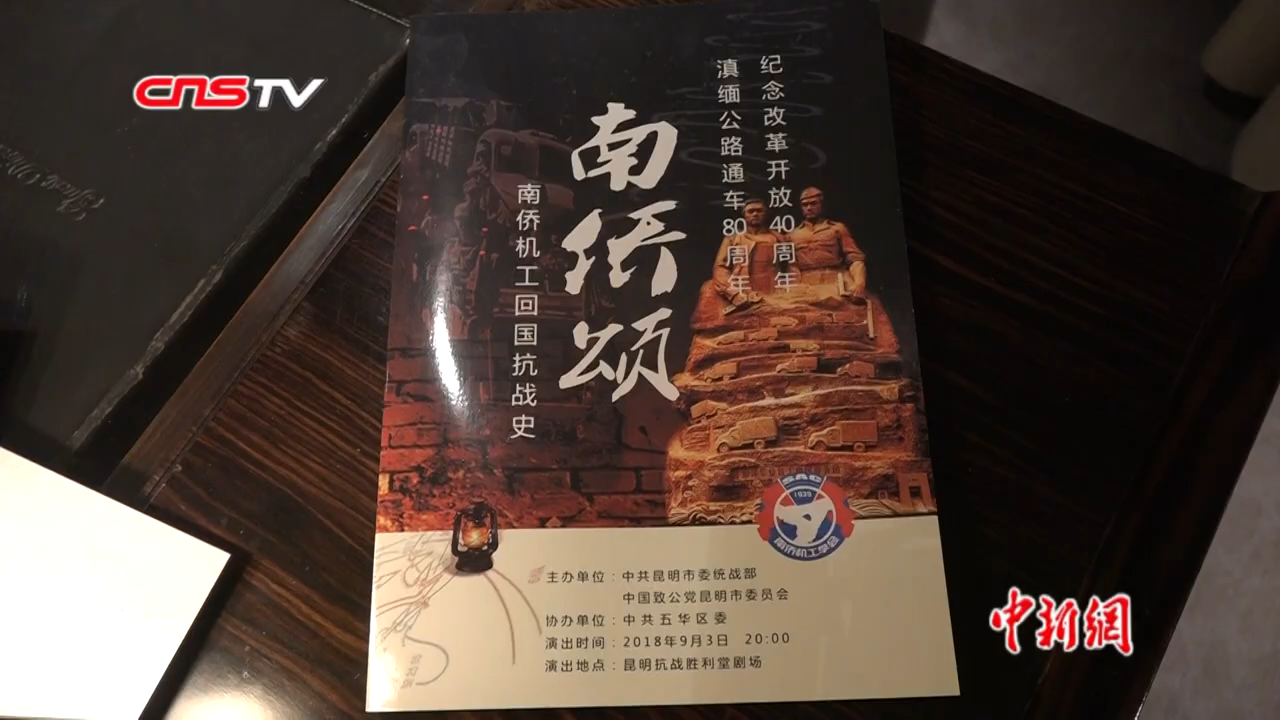 CNSTV
纪念改革开放40周年
滇缅公路通车80周年
南侨颂
南侨机工回国抗战史
SAC
1939
南侨机工学会
主办单位：中共昆明市委统战部
中国致公党昆明市委员会
协办单位：中共五华区委
演出时间：2018年9月3日 20:00
演出地点：昆明抗战胜利堂剧场
中新網